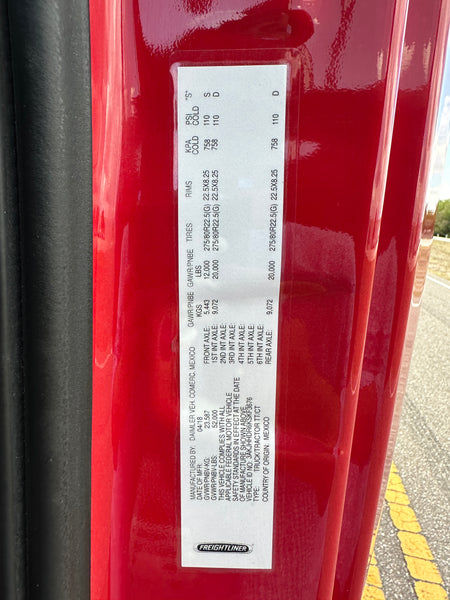 MANUFACTURED BY: DAIMLER VEH. COMERC. MEXICO
DATE OF MFR: 04/18
GVWR/PNBV-KG: 23,587
GVWR/PNBV-LBS: 52,000
THIS VEHICLE COMPLIES WITH ALL
APPLICABLE FEDERAL MOTOR VEHICLE
SAFETY STANDARDS IN EFFECT AT THE DATE
OF MANUFACTURE SHOWN ABOVE.
VEHICLE ID NO.:
TYPE: TRUCK/TRACTOR TT/CT
COUNTRY OF ORIGIN: MEXICO
GAWR/PNBE GAWR/PNBE TIRES RIMS KPA PSI "S"
KGS LBS COLD COLD
FRONT AXLE: 5,443 12,000 275/80R22.5(G) 22.5X8.25 758 110 S
1ST INT AXLE: 9,072 20,000 275/80R22.5(G) 22.5X8.25 758 110 D
2ND INT AXLE:
3RD INT AXLE:
4TH INT AXLE:
5TH INT AXLE:
6TH INT AXLE:
REAR AXLE: 9,072 20,000 275/80R22.5(G) 22.5X8.25 758 110 D
FREIGHTLINER